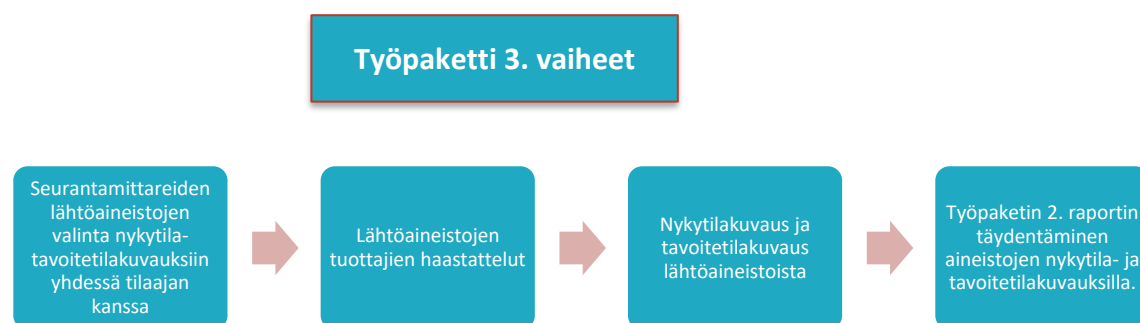 Työpaketti 3. vaiheet
Seurantamittareiden
lähtöaineistojen
valinta nykytila-
tavoitetilakuvauksiin
yhdessä tilaajan
kanssa
Lähtöaineistojen
tuottajien haastattelut
Nykytilakuvaus ja
tavoitetilakuvaus
lähtöaineistoista
Työpaketin 2. raportin
täydentäminen
aineistojen nykytila- ja
tavoitetilakuvauksilla.